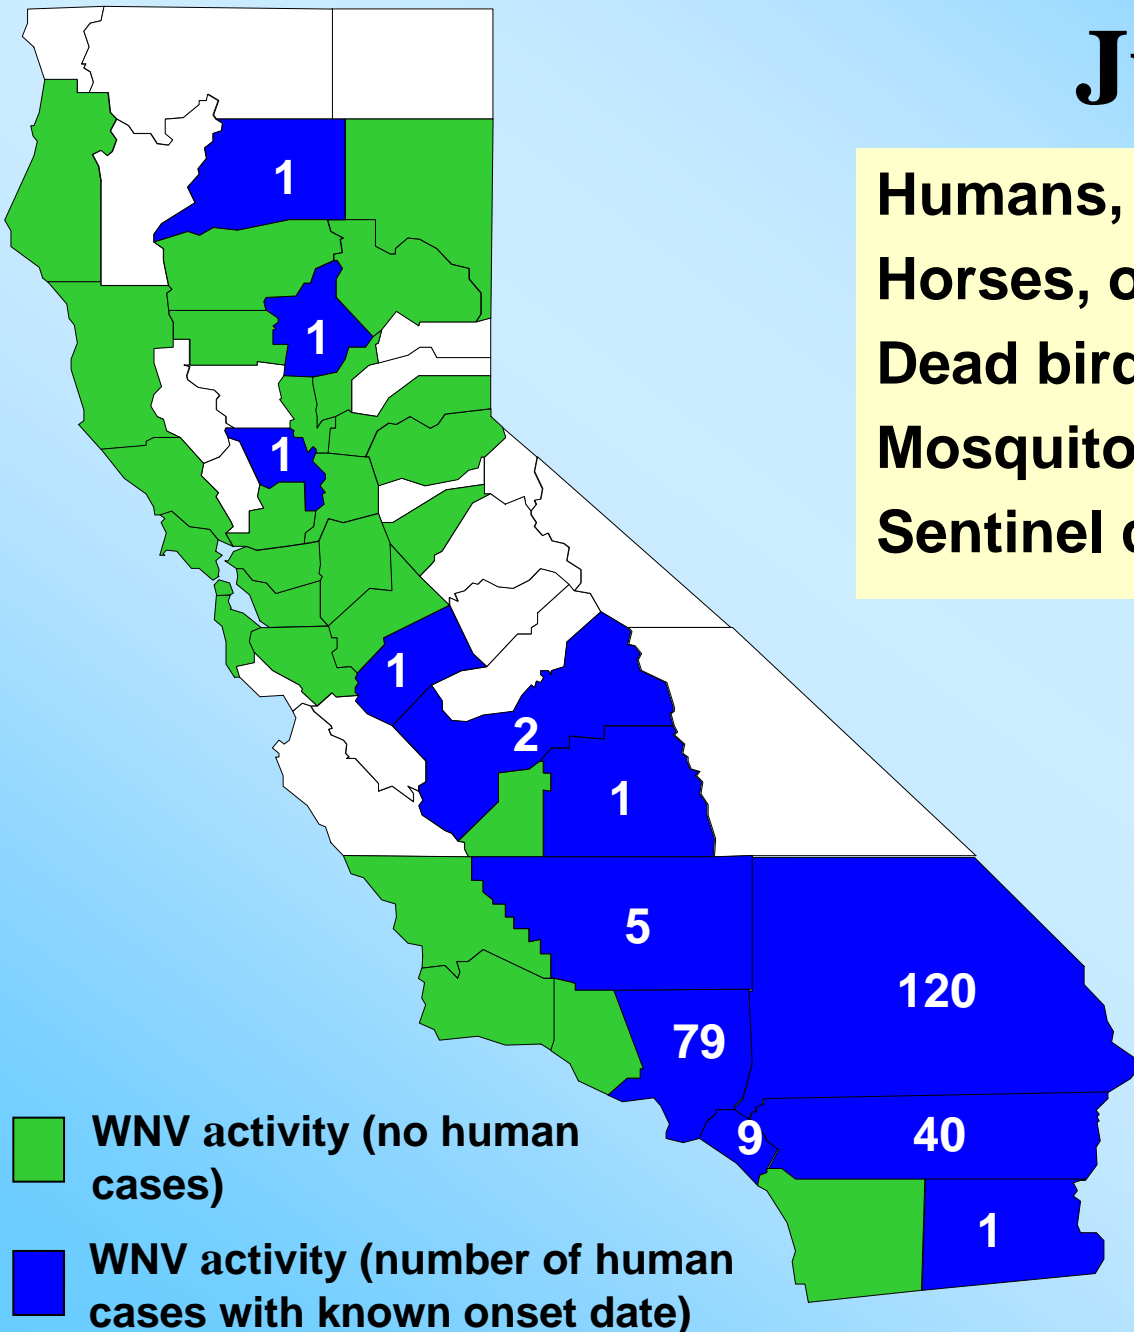 Humans,
Horses,
Dead
Mosquito
Sentinel
1
1
1
1
2
1
5
120
79
9
40
1
WNV activity (no human
cases)
WNV activity (number of human
cases with known onset date)